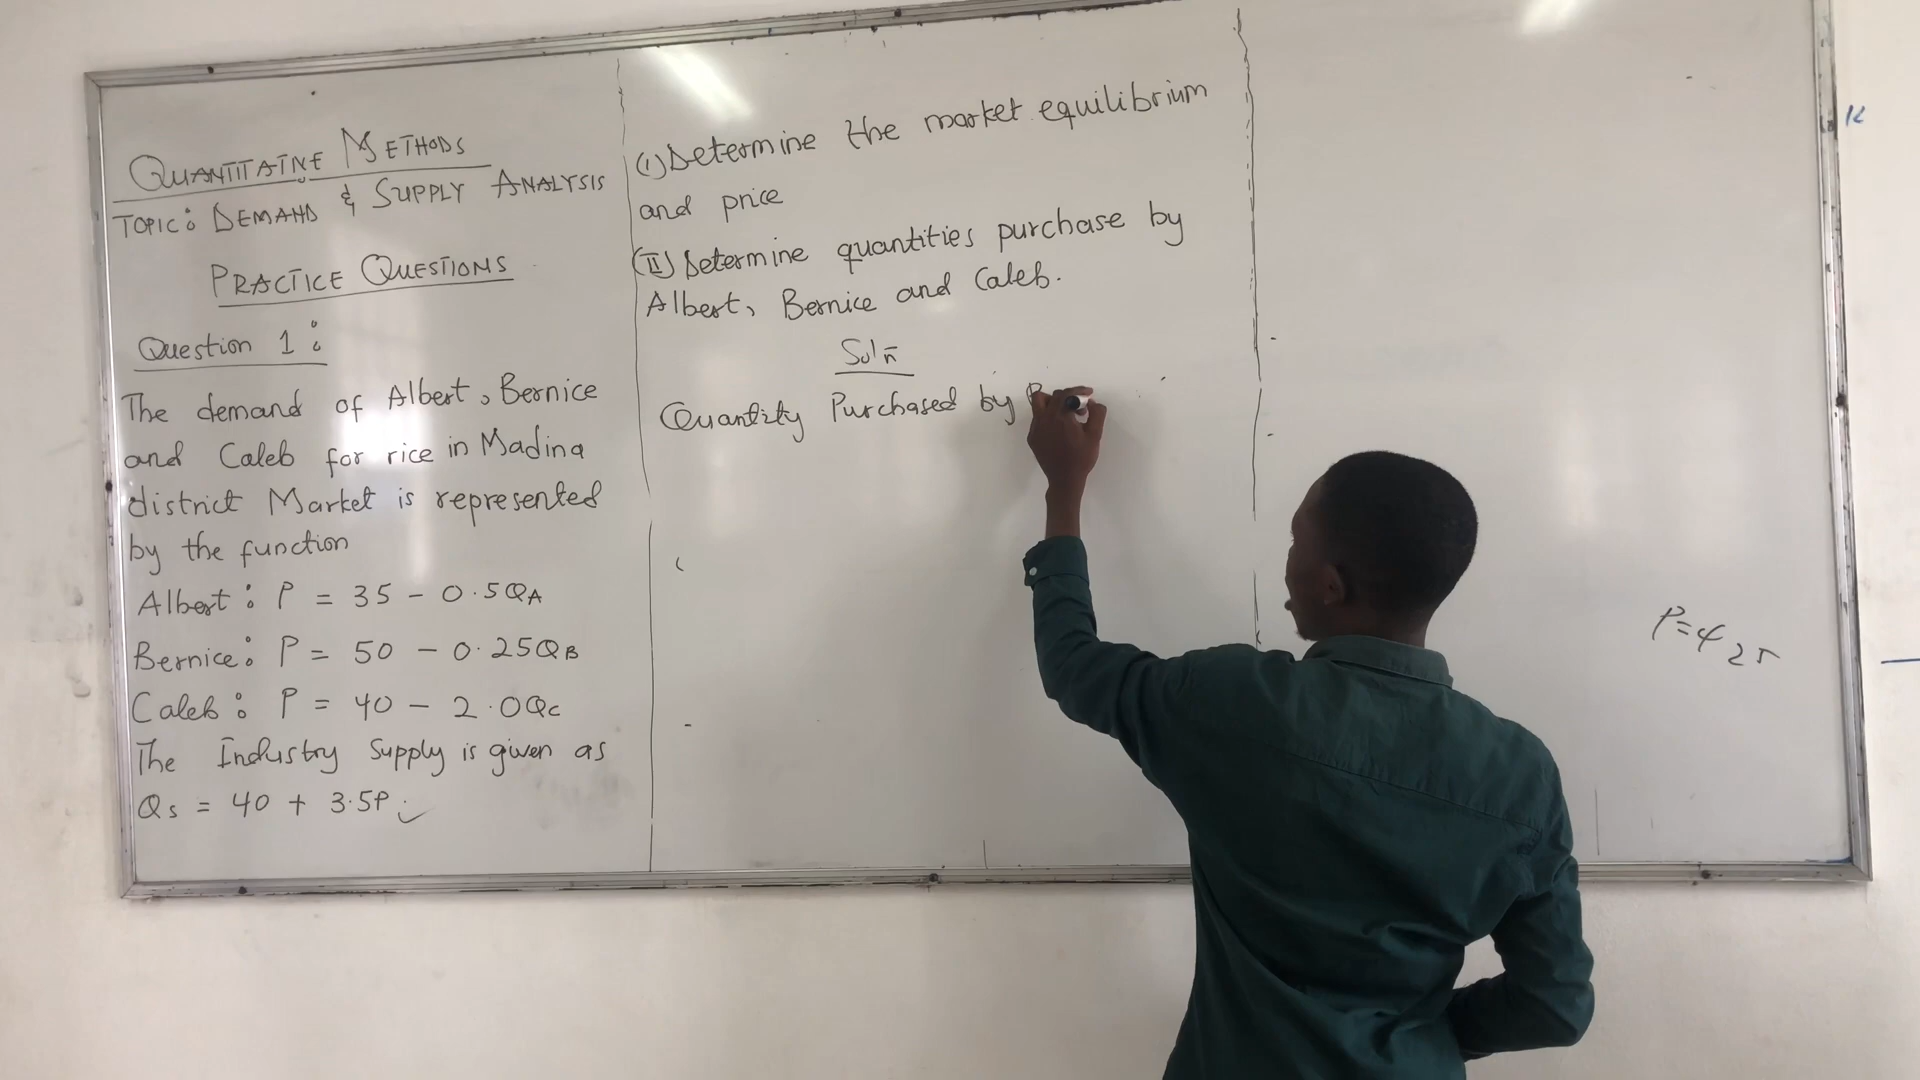 QUANTITATIVE METHODS
TOPIC: DEMAND & SUPPLY ANALYSIS
PRACTICE QUESTIONS
Question 1:
The demand of Albert, Bernice
and Caleb for rice in Madina
district Market is represented
by the function
Albert: P = 35 - 0.5QA
Bernice: P = 50 - 0.25QB
Caleb: P = 40 - 2.0Qc
The Industry Supply is given as
Qs = 40 + 3.5P
(I) Determine the market equilibrium
and price
(II) Determine quantities purchase by
Albert, Bernice and Caleb.
Solñ
Quantity Purchased by